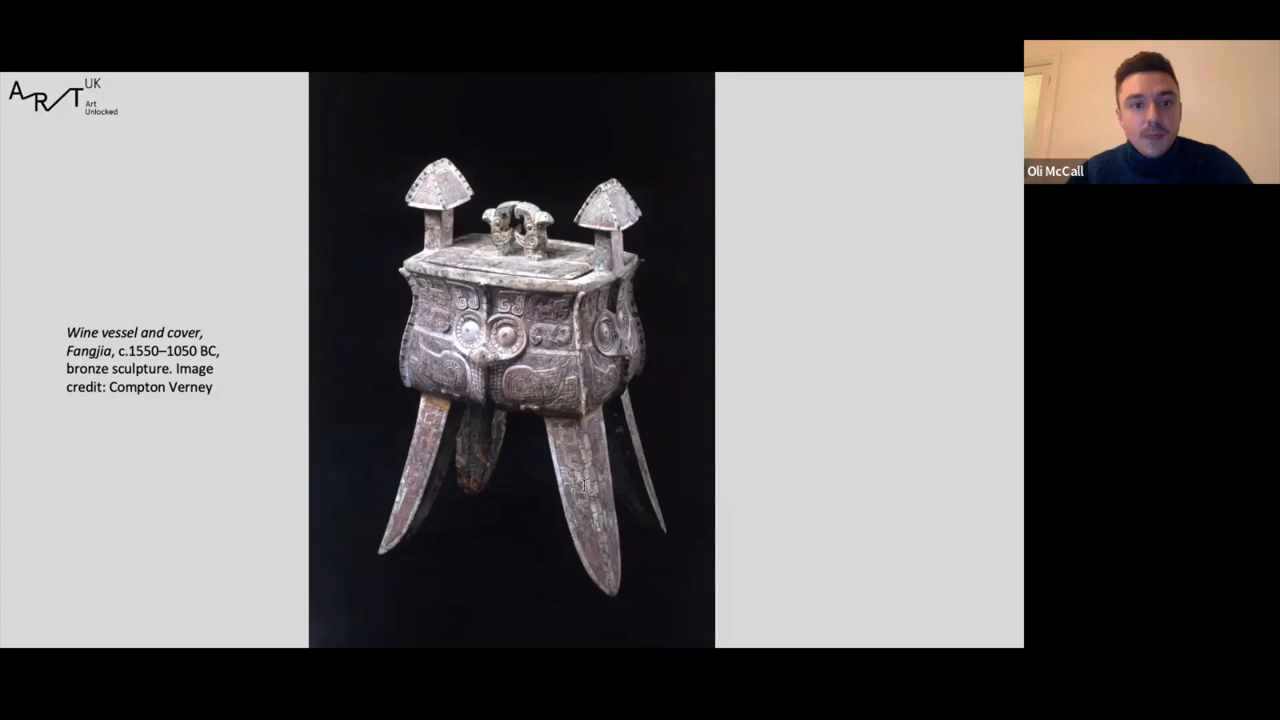 ART UK
Art
Unlocked
Oli McCall
Wine vessel and cover,
Fangjia, c.1550–1050 BC,
bronze sculpture. Image
credit: Compton Verney